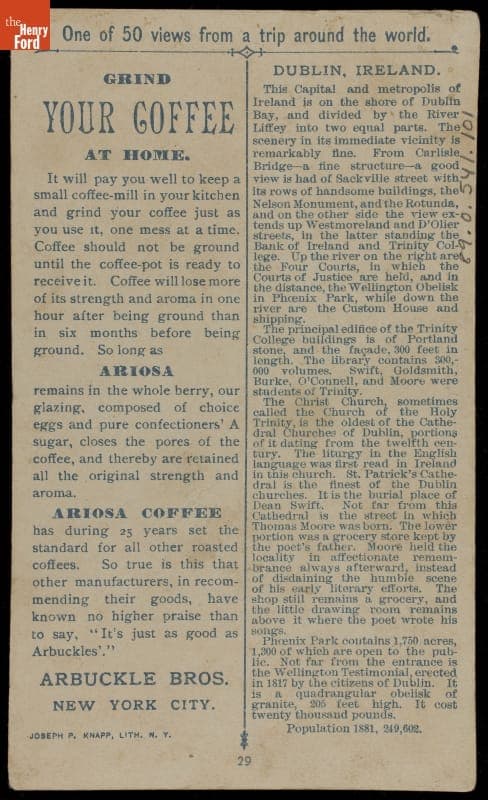 the
Henry
Ford
One of 50 views from a trip around the world.
GRIND
YOUR COFFEE
AT HOME.
It will pay you well to keep a
small coffee-mill in your kitchen
and grind your coffee just as
you use it, one mess at a time.
Coffee should not be ground
until the coffee-pot is ready to
receive it. Coffee will lose more
of its strength and aroma in one
hour after being ground than
in six months before being
ground. So long as
ARIOSA
remains in the whole berry, our
glazing, composed of choice
eggs and pure confectioners' A
sugar, closes the pores of the
coffee, and thereby are retained
all the original strength and
aroma.
ARIOSA COFFEE
has during 25 years set the
standard for all other roasted
coffees. So true is this that
other manufacturers, in recom-
mending their goods, have
known no higher praise than
to say, "It's just as good as
Arbuckles'."
ARBUCKLE BROS.
NEW YORK CITY.
JOSEPH P. KNAPP, LITH. N. Y.
DUBLIN, IRELAND.
This Capital and metropolis of
Ireland is on the shore of Dublin
Bay, and divided by the River
Liffey into two equal parts. The
scenery in its immediate vicinity is
remarkably fine. From Carlisle
Bridge—a fine structure—a good
view is had of Sackville street with
its rows of handsome buildings, the
Nelson Monument, and the Rotunda,
and on the other side the view ex-
tends up Westmoreland and D'Olier
streets, in the latter standing the
Bank of Ireland and Trinity Col-
lege. Up the river on the right are
the Four Courts, in which the
Courts of Justice are held, and in
the distance, the Wellington Obelisk
in Phœnix Park, while down the
river are the Custom House and
shipping.
The principal edifice of the Trinity
College buildings is of Portland
stone, and the façade, 300 feet in
length. The library contains 300,-
000 volumes. Swift, Goldsmith,
Burke, O'Connell, and Moore were
students of Trinity.
The Christ Church, sometimes
called the Church of the Holy
Trinity, is the oldest of the Cathe-
dral Churches of Dublin, portions
of it dating from the twelfth cen-
tury. The liturgy in the English
language was first read in Ireland
in this church. St. Patrick's Cathe-
dral is the finest of the Dublin
churches. It is the burial place of
Dean Swift. Not far from this
Cathedral is the street in which
Thomas Moore was born. The lower
portion was a grocery store kept by
the poet's father. Moore held the
locality in affectionate remem-
brance always afterward, instead
of disdaining the humble scene
of his early literary efforts. The
shop still remains a grocery, and
the little drawing room remains
above it where the poet wrote his
songs.
Phœnix Park contains 1,750 acres,
1,300 of which are open to the pub-
lic. Not far from the entrance is
the Wellington Testimonial, erected
in 1817 by the citizens of Dublin. It
is a quadrangular obelisk of
granite, 205 feet high. It cost
twenty thousand pounds.
Population 1881, 249,602.
89.0.541.101
29